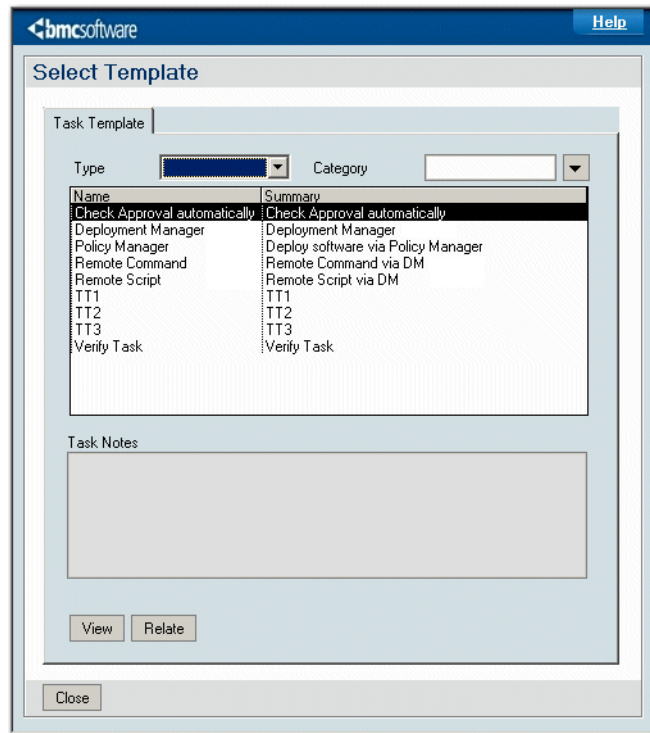 bmcsoftware
Help
Select Template
Task Template
Type
Category
Name Summary
Check Approval automatically Check Approval automatically
Deployment Manager Deployment Manager
Policy Manager Deploy software via Policy Manager
Remote Command Remote Command via DM
Remote Script Remote Script via DM
TT1 TT1
TT2 TT2
TT3 TT3
Verify Task Verify Task
Task Notes
View Relate
Close